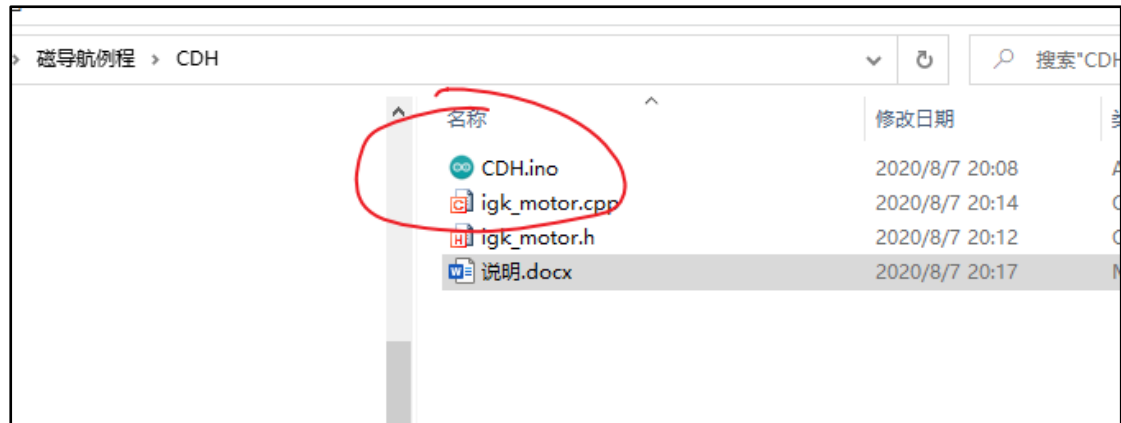 磁导航例程 › CDH
搜索"CDH
名称 修改日期
CDH.ino 2020/8/7 20:08
igk_motor.cpp 2020/8/7 20:14
igk_motor.h 2020/8/7 20:12
说明.docx 2020/8/7 20:17